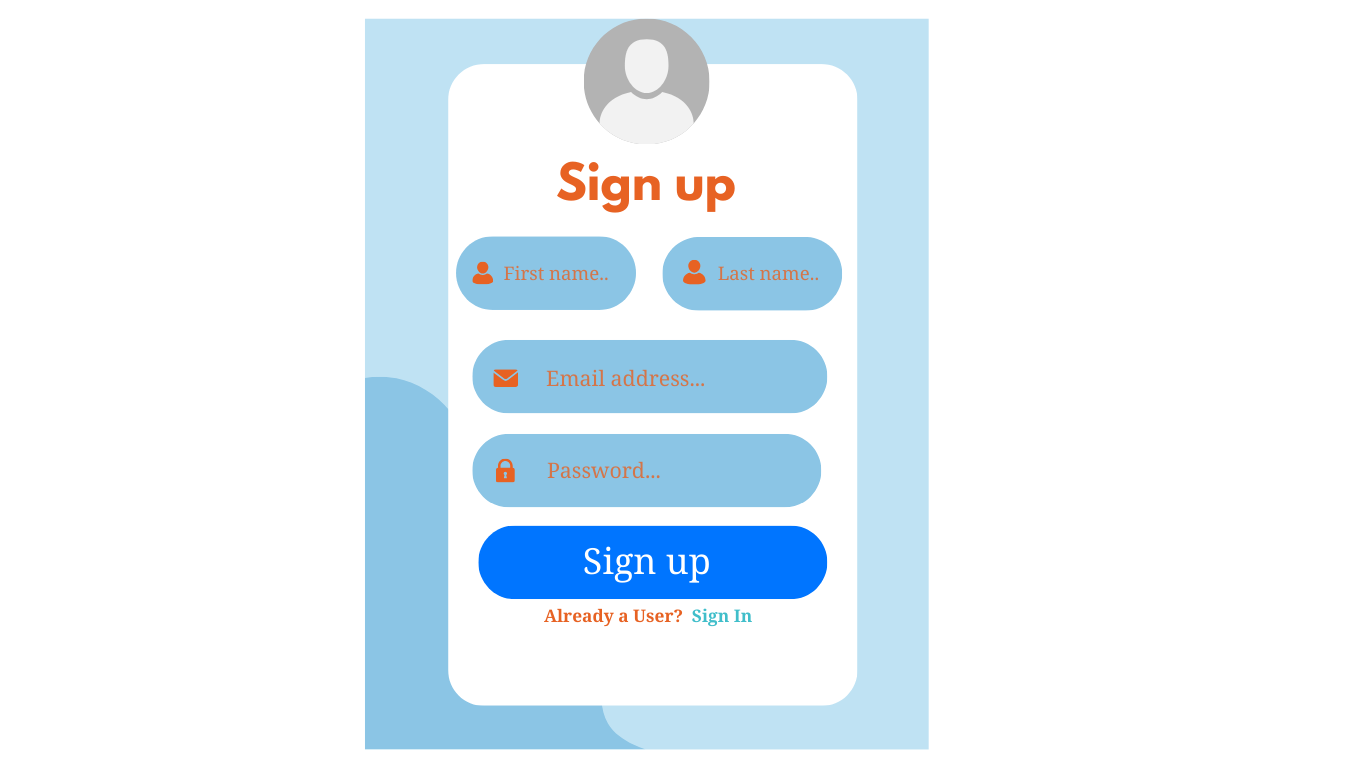 Sign up
First name.. Last name..
Email address...
Password...
Sign up
Already a User? Sign In